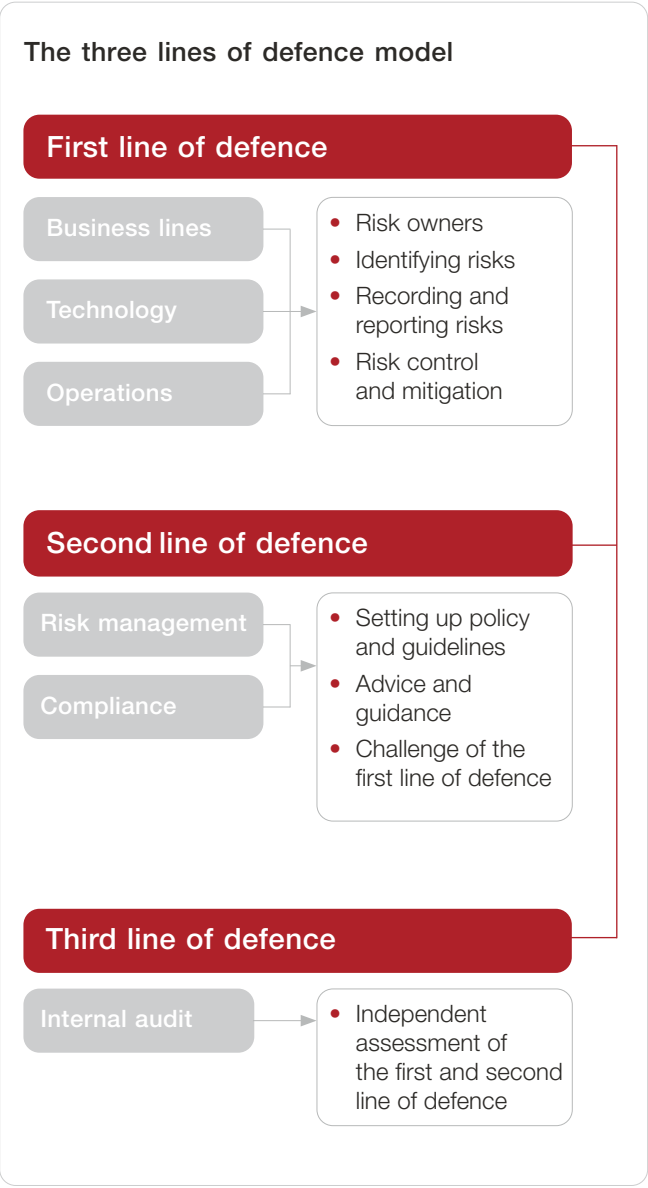 The three lines of defence model
First line of defence
Business lines
Technology
Operations
• Risk owners
• Identifying risks
• Recording and
reporting risks
• Risk control
and mitigation
Second line of defence
Risk management
Compliance
• Setting up policy
and guidelines
• Advice and
guidance
• Challenge of the
first line of defence
Third line of defence
Internal audit
• Independent
assessment of
the first and second
line of defence